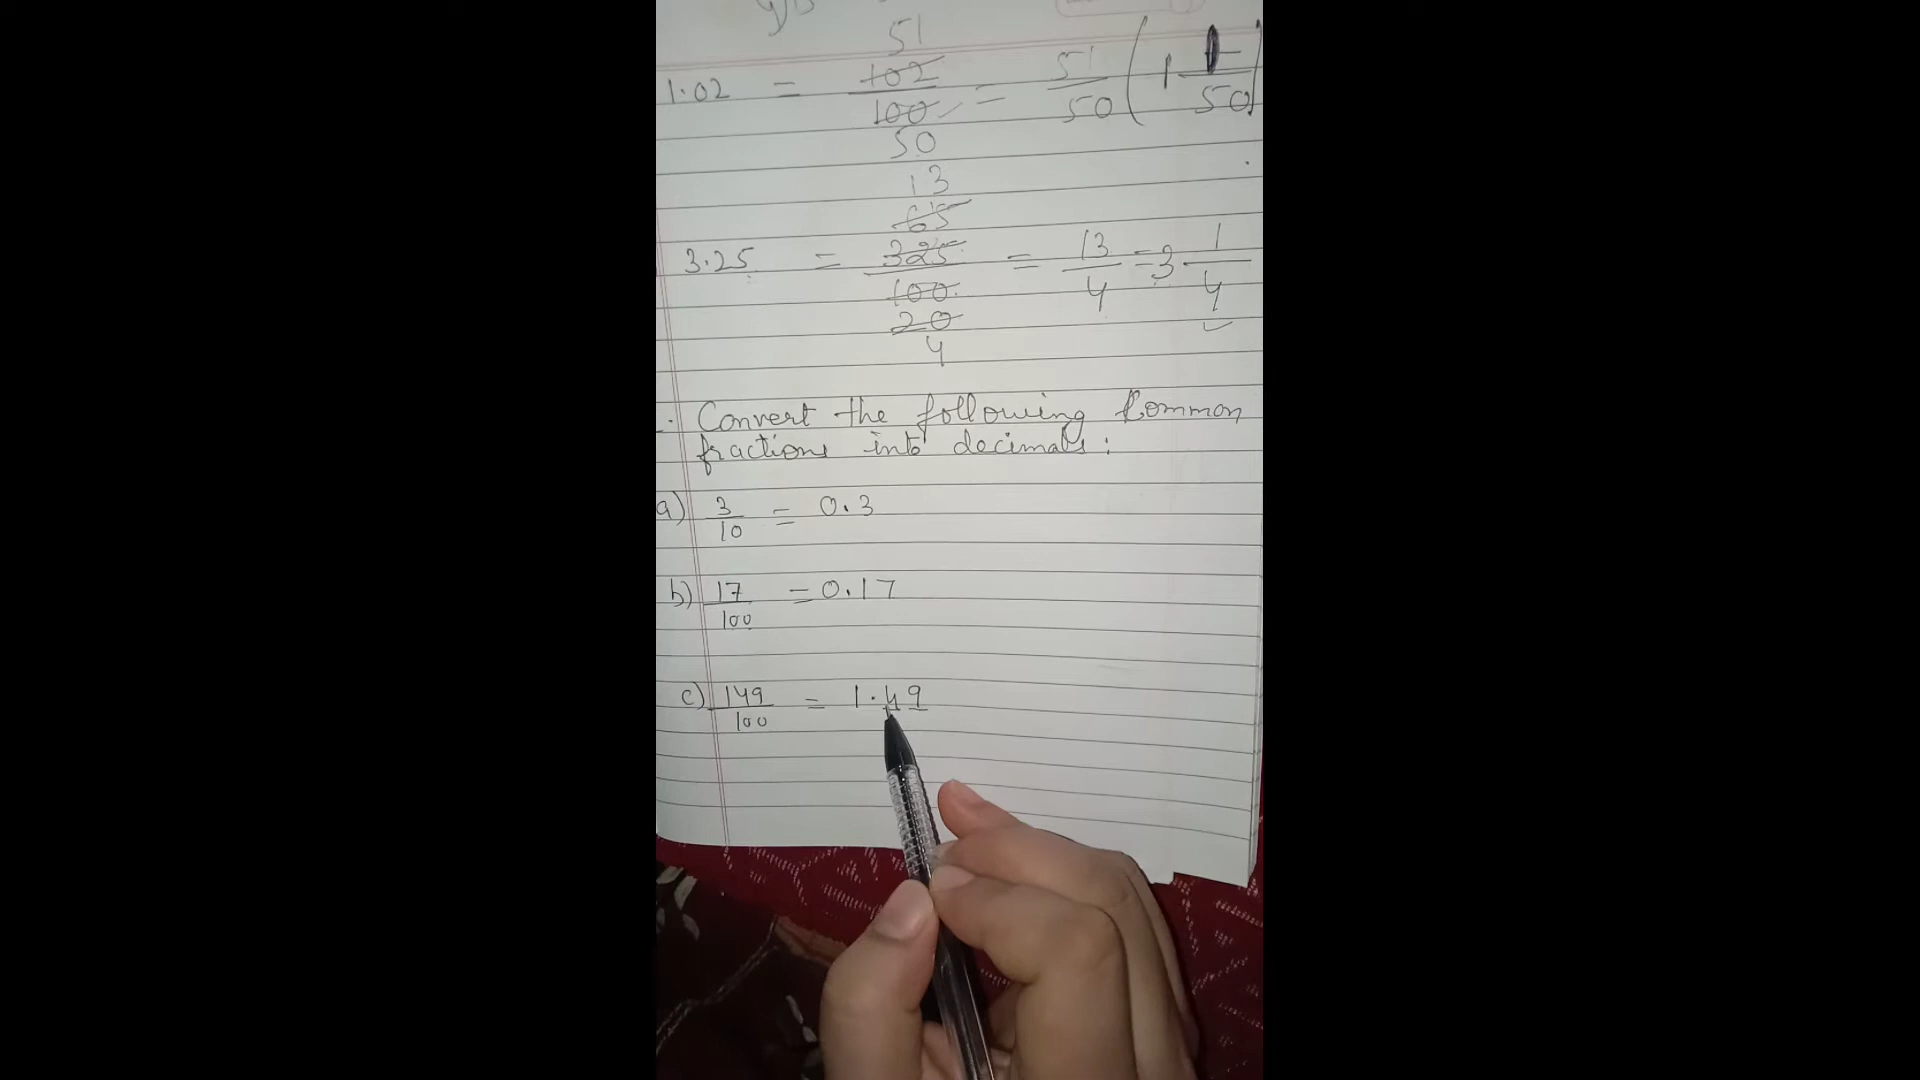 51
1.02 = 102/100 = 51/50 (1 1/50)
50
13
65
3.25 = 325/100 = 13/4 = 3 1/4
20
4
Convert the following Common
fractions into decimals:
a) 3/10 = 0.3
b) 17/100 = 0.17
c) 149/100 = 1.49